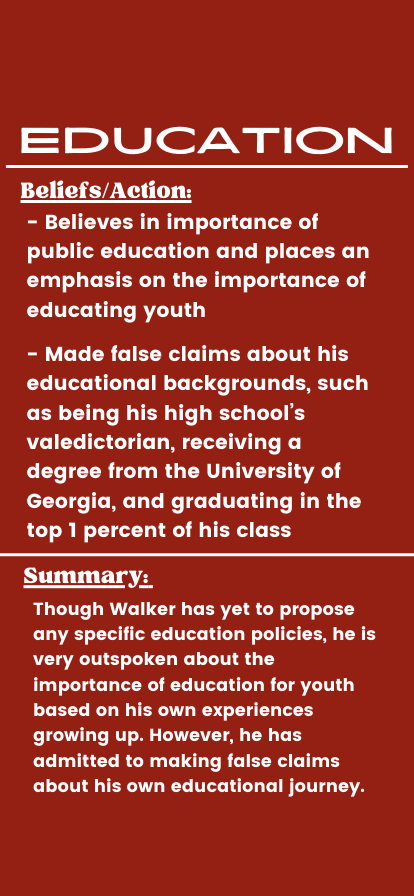 EDUCATION
Beliefs/Action:
- Believes in importance of
public education and places an
emphasis on the importance of
educating youth
- Made false claims about his
educational backgrounds, such
as being his high school’s
valedictorian, receiving a
degree from the University of
Georgia, and graduating in the
top 1 percent of his class
Summary:
Though Walker has yet to propose
any specific education policies, he is
very outspoken about the
importance of education for youth
based on his own experiences
growing up. However, he has
admitted to making false claims
about his own educational journey.